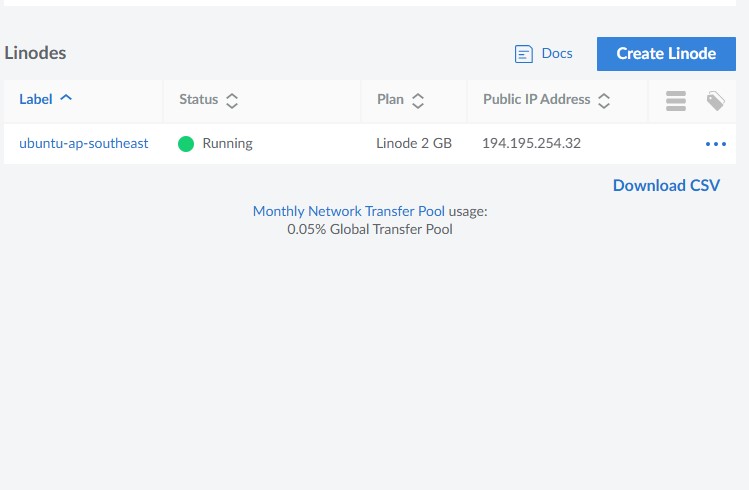 Linodes Docs Create Linode
Label Status Plan Public IP Address
ubuntu-ap-southeast Running Linode 2 GB 194.195.254.32
Download CSV
Monthly Network Transfer Pool usage:
0.05% Global Transfer Pool